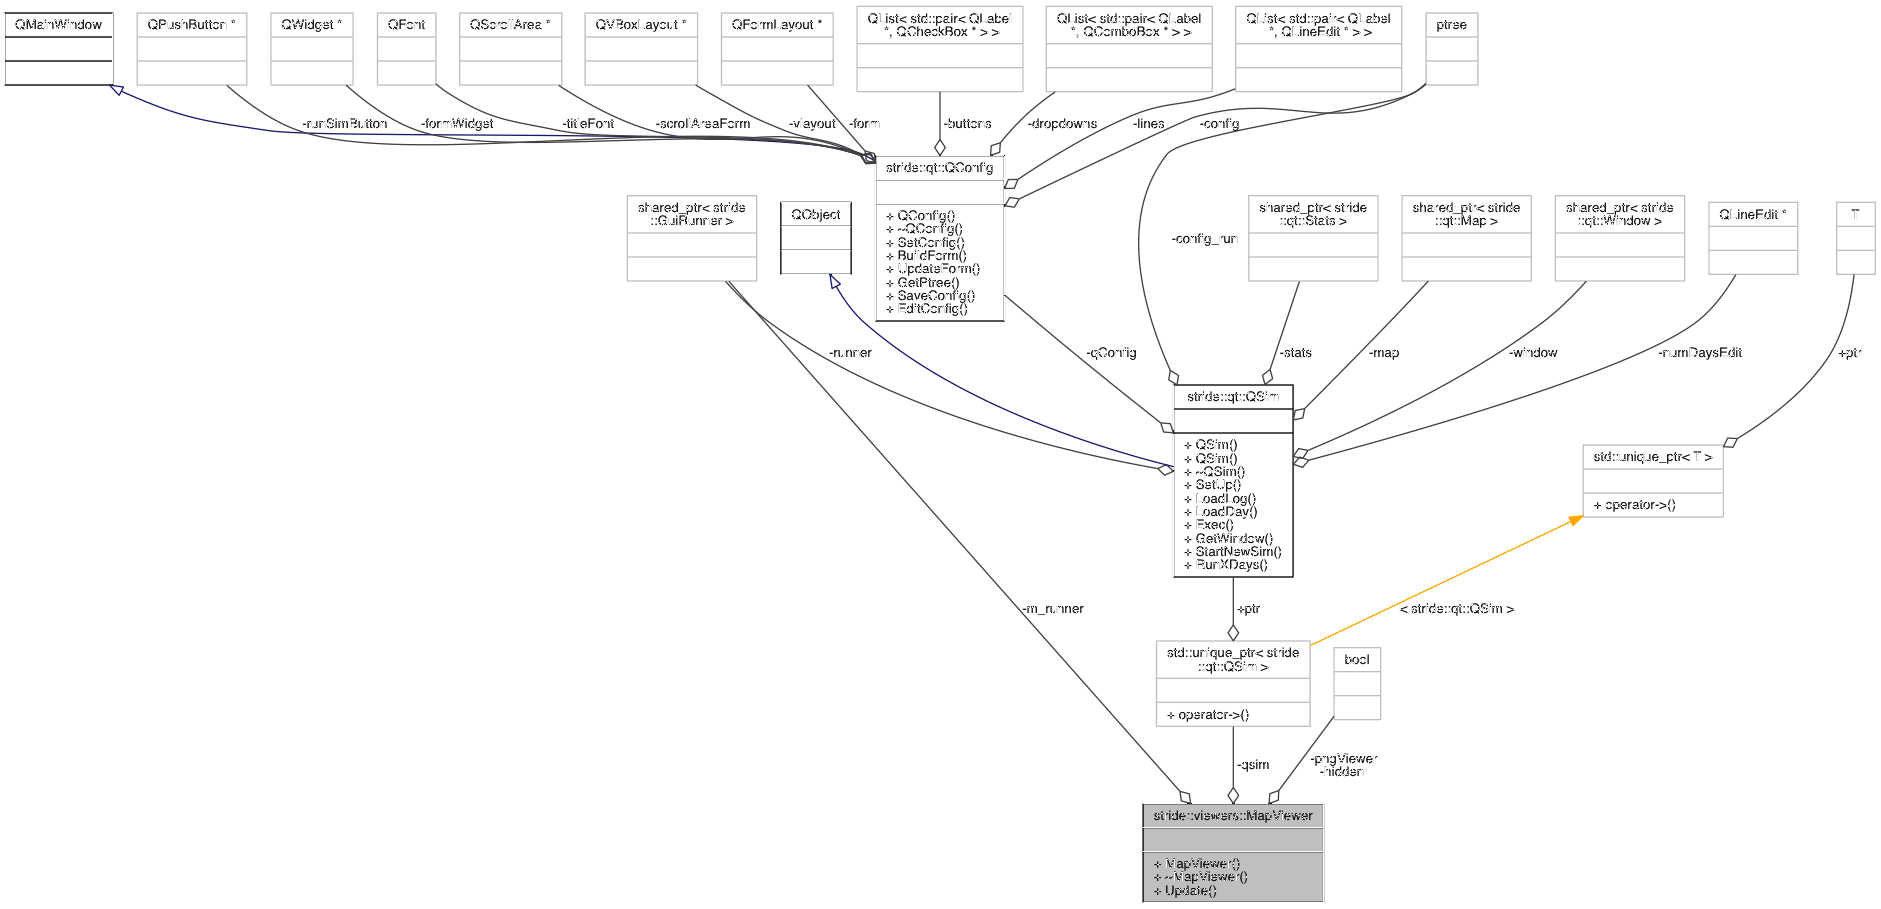 QMainWindow
QPushButton *
QWidget *
QFont
QScrollArea *
QVBoxLayout *
QFormLayout *
QList< std::pair< QLabel
*, QCheckBox * > >
QList< std::pair< QLabel
*, QComboBox * > >
QList< std::pair< QLabel
*, QLineEdit * > >
ptree
-runSimButton
-formWidget
-titleFont
-scrollAreaForm
-vlayout
-form
-buttons
-dropdowns
-lines
-config
stride::qt::QConfig
+ QConfig()
+ ~QConfig()
+ SetConfig()
+ BuildForm()
+ UpdateForm()
+ GetPtree()
+ SaveConfig()
+ EditConfig()
shared_ptr< stride
::GuiRunner >
QObject
-config_run
shared_ptr< stride
::qt::Stats >
shared_ptr< stride
::qt::Map >
shared_ptr< stride
::qt::Window >
QLineEdit *
T
-runner
-qConfig
-stats
-map
-window
-numDaysEdit
+ptr
stride::qt::QSim
+ QSim()
+ QSim()
+ ~QSim()
+ SetUp()
+ LoadLog()
+ LoadDay()
+ Exec()
+ GetWindow()
+ StartNewSim()
+ RunXDays()
std::unique_ptr< T >
+ operator->()
-m_runner
+ptr
< stride::qt::QSim >
std::unique_ptr< stride
::qt::QSim >
+ operator->()
bool
-qsim
-pngViewer
-hidden
stride::viewers::MapViewer
+ MapViewer()
+ ~MapViewer()
+ Update()